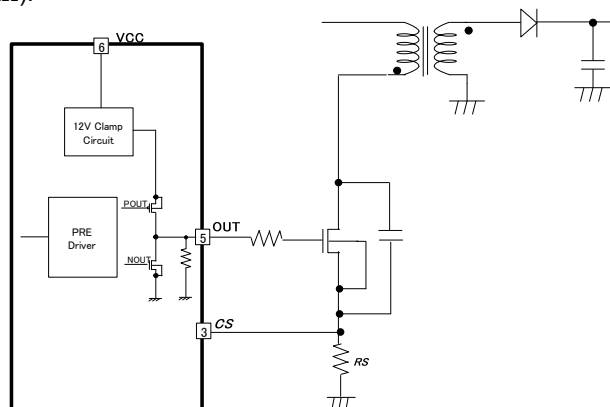 6
VCC
12V Clamp
Circuit
POUT
PRE
Driver
NOUT
5
OUT
3
CS
RS